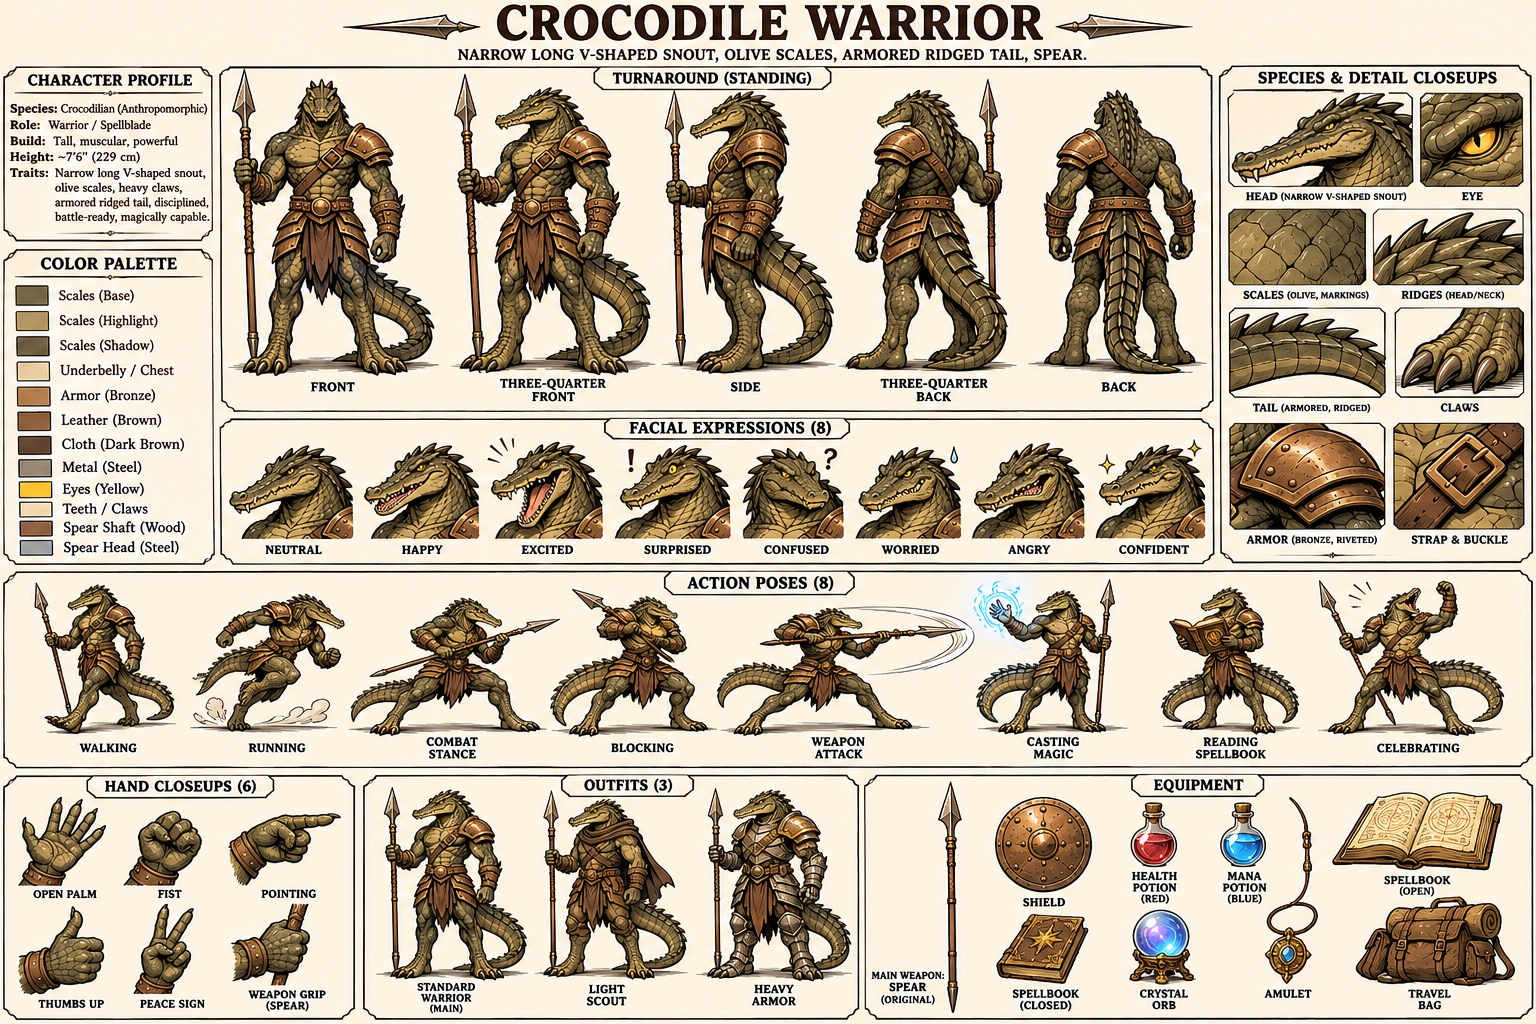 CROCODILE WARRIOR
NARROW LONG V-SHAPED SNOUT, OLIVE SCALES, ARMORED RIDGED TAIL, SPEAR.
CHARACTER PROFILE
Species: Crocodilian (Anthropomorphic)
Role: Warrior / Spellblade
Build: Tall, muscular, powerful
Height: ~7'6" (229 cm)
Traits: Narrow long V-shaped snout,
olive scales, heavy claws,
armored ridged tail, disciplined,
battle-ready, magically capable.
COLOR PALETTE
Scales (Base)
Scales (Highlight)
Scales (Shadow)
Underbelly / Chest
Armor (Bronze)
Leather (Brown)
Cloth (Dark Brown)
Metal (Steel)
Eyes (Yellow)
Teeth / Claws
Spear Shaft (Wood)
Spear Head (Steel)
TURNAROUND (STANDING)
FRONT
THREE-QUARTER
FRONT
SIDE
THREE-QUARTER
BACK
BACK
SPECIES & DETAIL CLOSEUPS
HEAD (NARROW V-SHAPED SNOUT)
EYE
SCALES (OLIVE, MARKINGS)
RIDGES (HEAD/NECK)
TAIL (ARMORED, RIDGED)
CLAWS
ARMOR (BRONZE, RIVETED)
STRAP & BUCKLE
FACIAL EXPRESSIONS (8)
!
?
NEUTRAL
HAPPY
EXCITED
SURPRISED
CONFUSED
WORRIED
ANGRY
CONFIDENT
ACTION POSES (8)
WALKING
RUNNING
COMBAT
STANCE
BLOCKING
WEAPON
ATTACK
CASTING
MAGIC
READING
SPELLBOOK
CELEBRATING
HAND CLOSEUPS (6)
OPEN PALM
FIST
POINTING
THUMBS UP
PEACE SIGN
WEAPON GRIP
(SPEAR)
OUTFITS (3)
STANDARD
WARRIOR
(MAIN)
LIGHT
SCOUT
HEAVY
ARMOR
EQUIPMENT
MAIN WEAPON:
SPEAR
(ORIGINAL)
SHIELD
HEALTH
POTION
(RED)
MANA
POTION
(BLUE)
SPELLBOOK
(OPEN)
SPELLBOOK
(CLOSED)
CRYSTAL
ORB
AMULET
TRAVEL
BAG